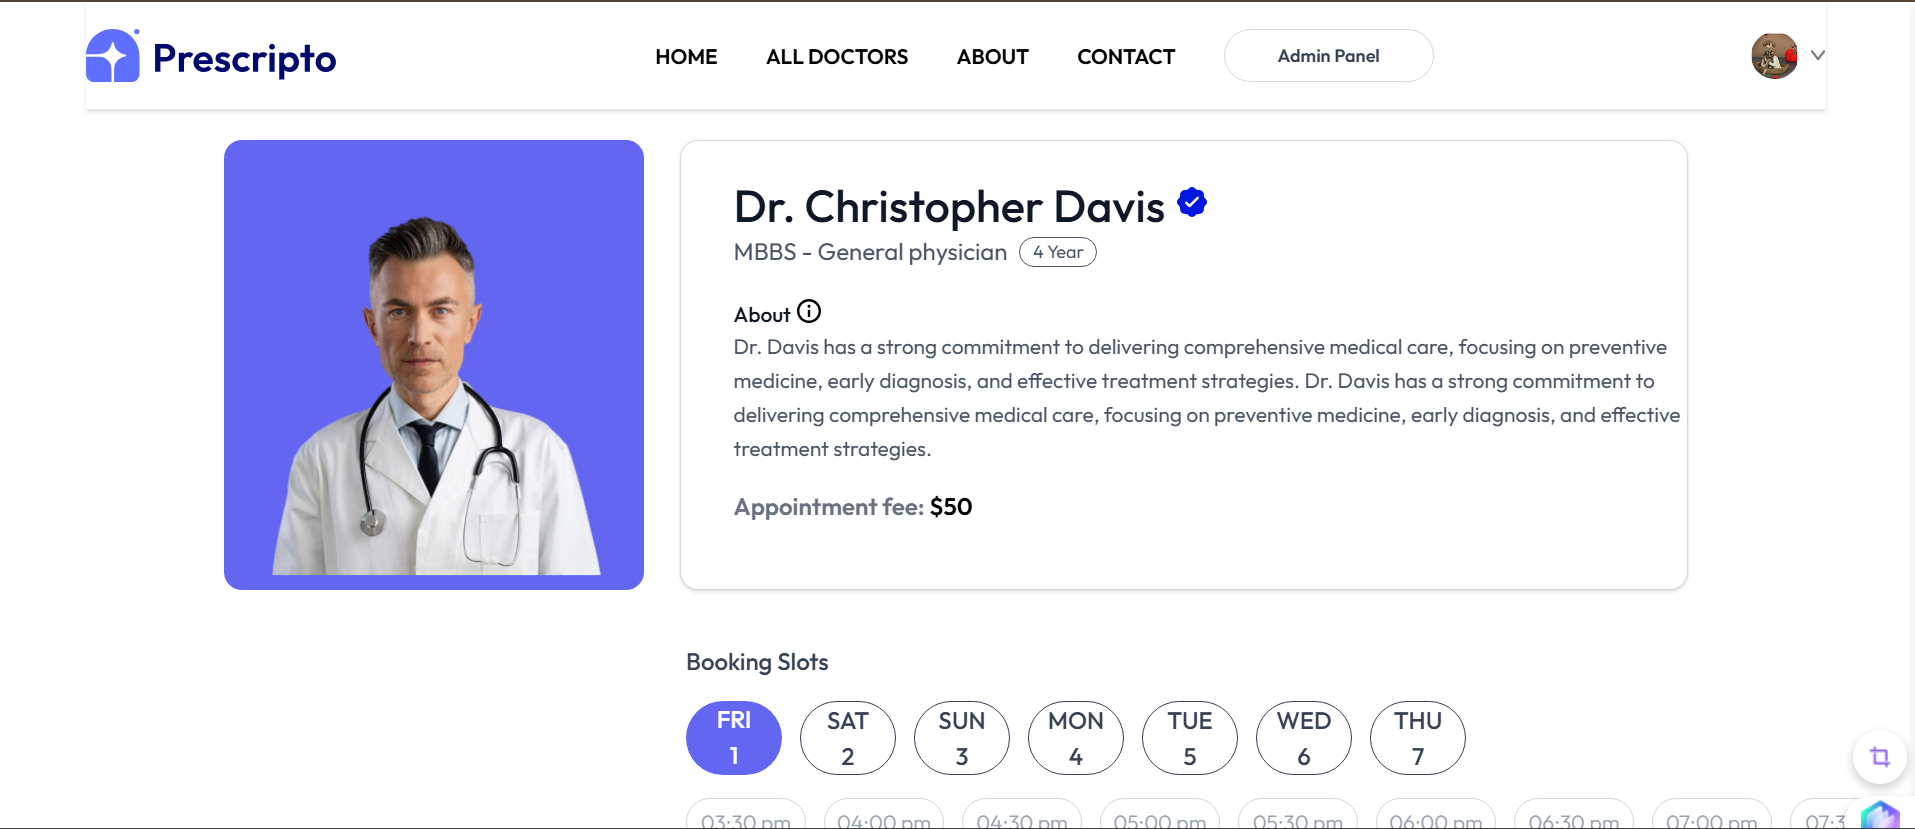 Prescripto
HOME ALL DOCTORS ABOUT CONTACT Admin Panel
Dr. Christopher Davis
MBBS - General physician 4 Year
About
Dr. Davis has a strong commitment to delivering comprehensive medical care, focusing on preventive
medicine, early diagnosis, and effective treatment strategies. Dr. Davis has a strong commitment to
delivering comprehensive medical care, focusing on preventive medicine, early diagnosis, and effective
treatment strategies.
Appointment fee: $50
Booking Slots
FRI SAT SUN MON TUE WED THU
1 2 3 4 5 6 7
03:30 pm 04:00 pm 04:30 pm 05:00 pm 05:30 pm 06:00 pm 06:30 pm 07:00 pm